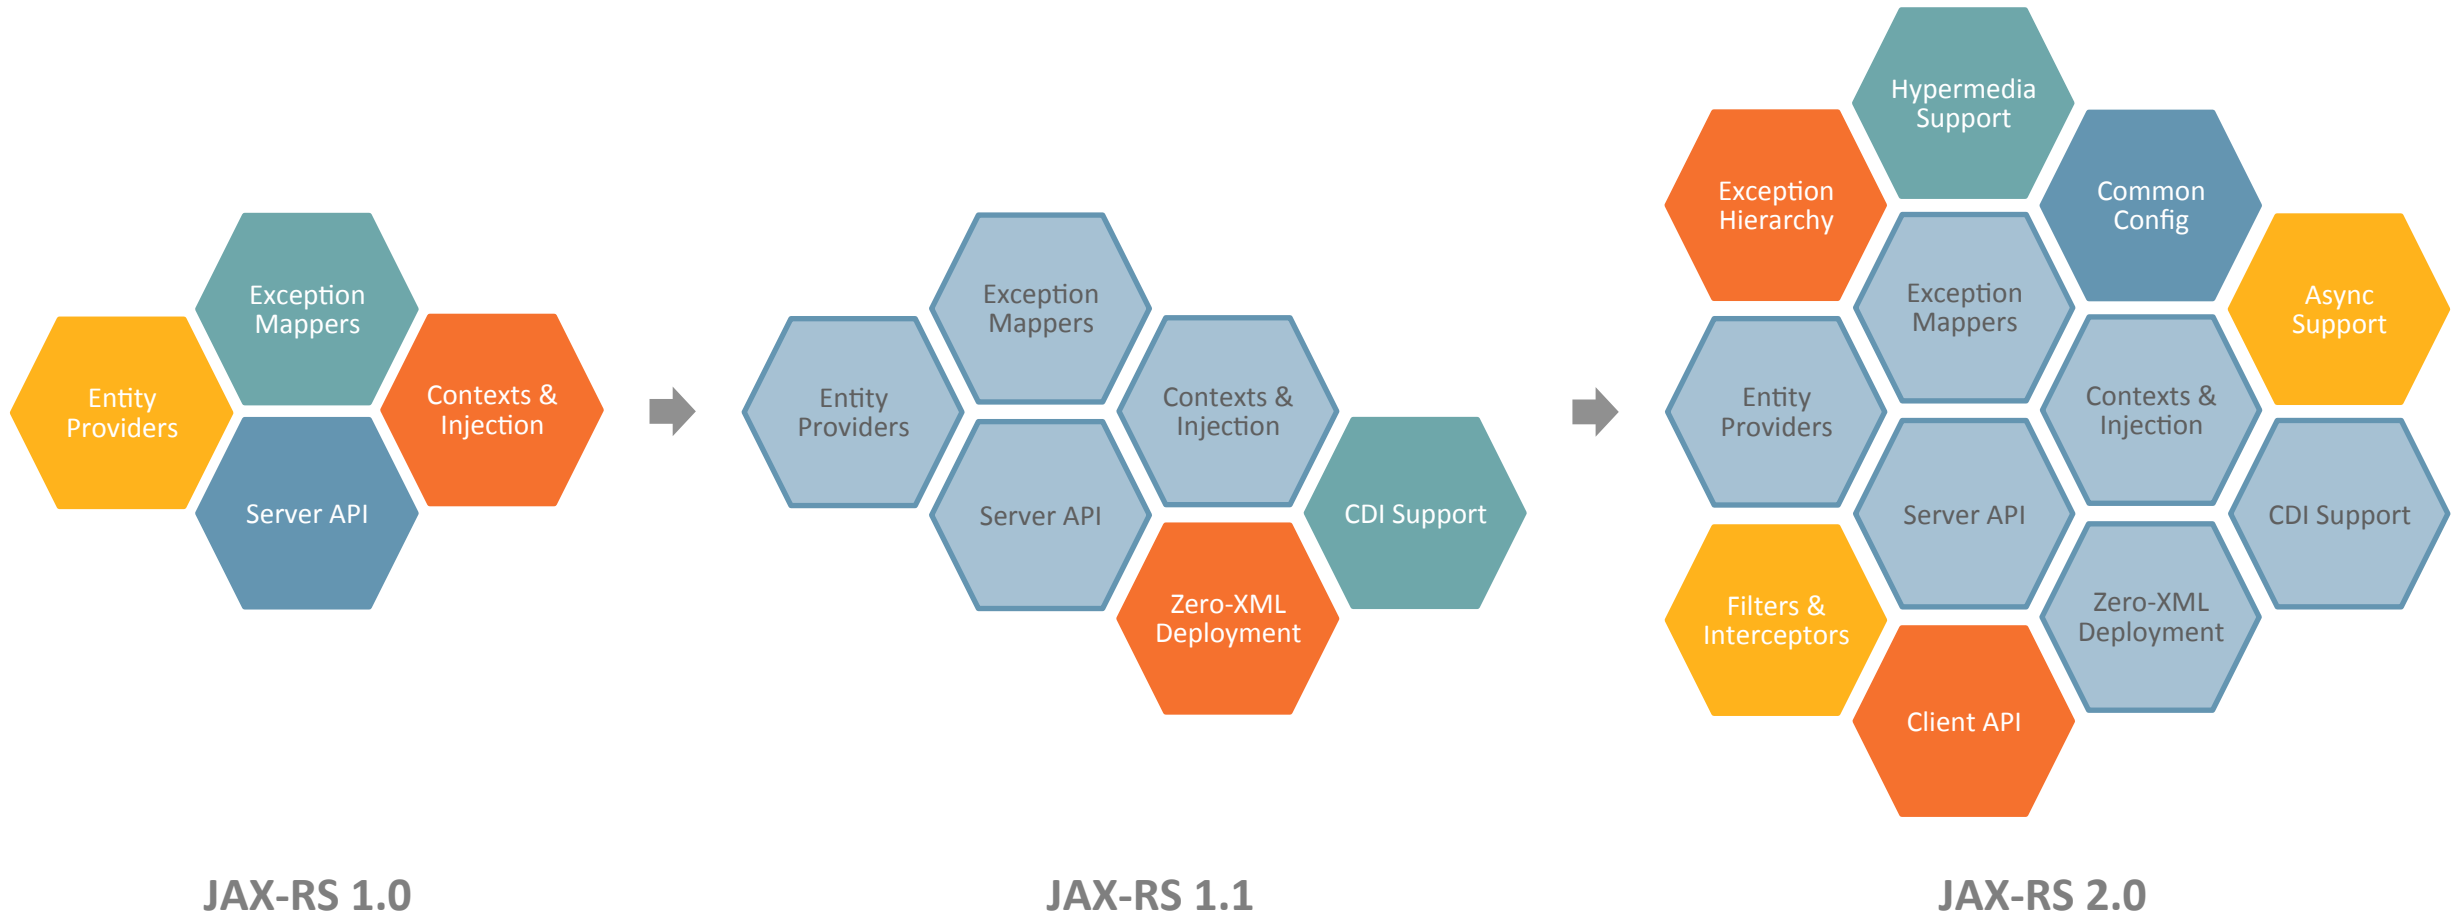 Exception
Mappers
Entity
Providers
Contexts &
Injection
Server API
JAX-RS 1.0
Exception
Mappers
Entity
Providers
Contexts &
Injection
Server API
CDI Support
Zero-XML
Deployment
JAX-RS 1.1
Hypermedia
Support
Exception
Hierarchy
Common
Config
Exception
Mappers
Async
Support
Entity
Providers
Contexts &
Injection
Server API
CDI Support
Filters &
Interceptors
Zero-XML
Deployment
Client API
JAX-RS 2.0